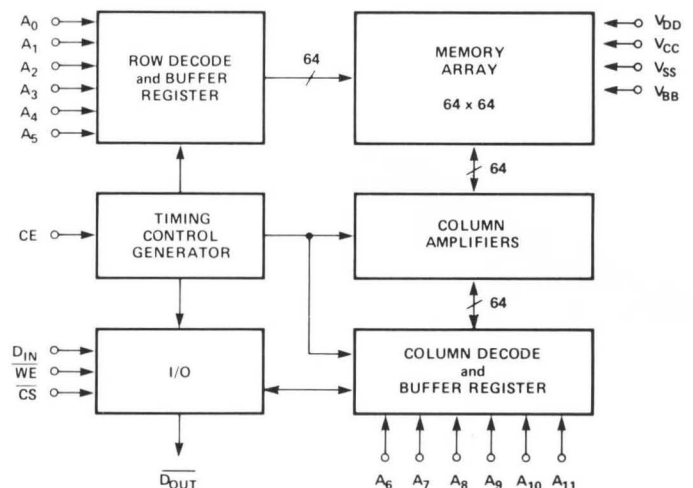 A0
A1
A2
A3
A4
A5
ROW DECODE
and BUFFER
REGISTER
64
MEMORY
ARRAY
64 x 64
VDD
VCC
VSS
VBB
64
CE
TIMING
CONTROL
GENERATOR
COLUMN
AMPLIFIERS
64
DIN
WE
CS
I/O
COLUMN DECODE
and
BUFFER REGISTER
DOUT
A6 A7 A8 A9 A10 A11